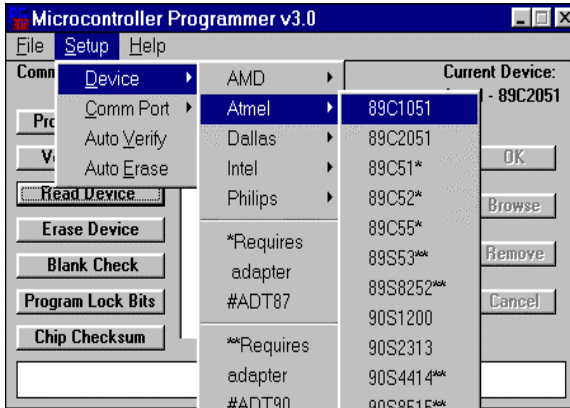 Microcontroller Programmer v3.0
File Setup Help
Comm
Current Device:
- 89C2051
Device
Comm Port
Auto Verify
Auto Erase
Read Device
Erase Device
Blank Check
Program Lock Bits
Chip Checksum
AMD
Atmel
Dallas
Intel
Philips
*Requires
adapter
#ADT87
**Requires
adapter
#ADT90
89C1051
89C2051
89C51*
89C52*
89C55*
89S53**
89S8252**
90S1200
90S2313
90S4414**
90S8515**
OK
Browse
Remove
Cancel